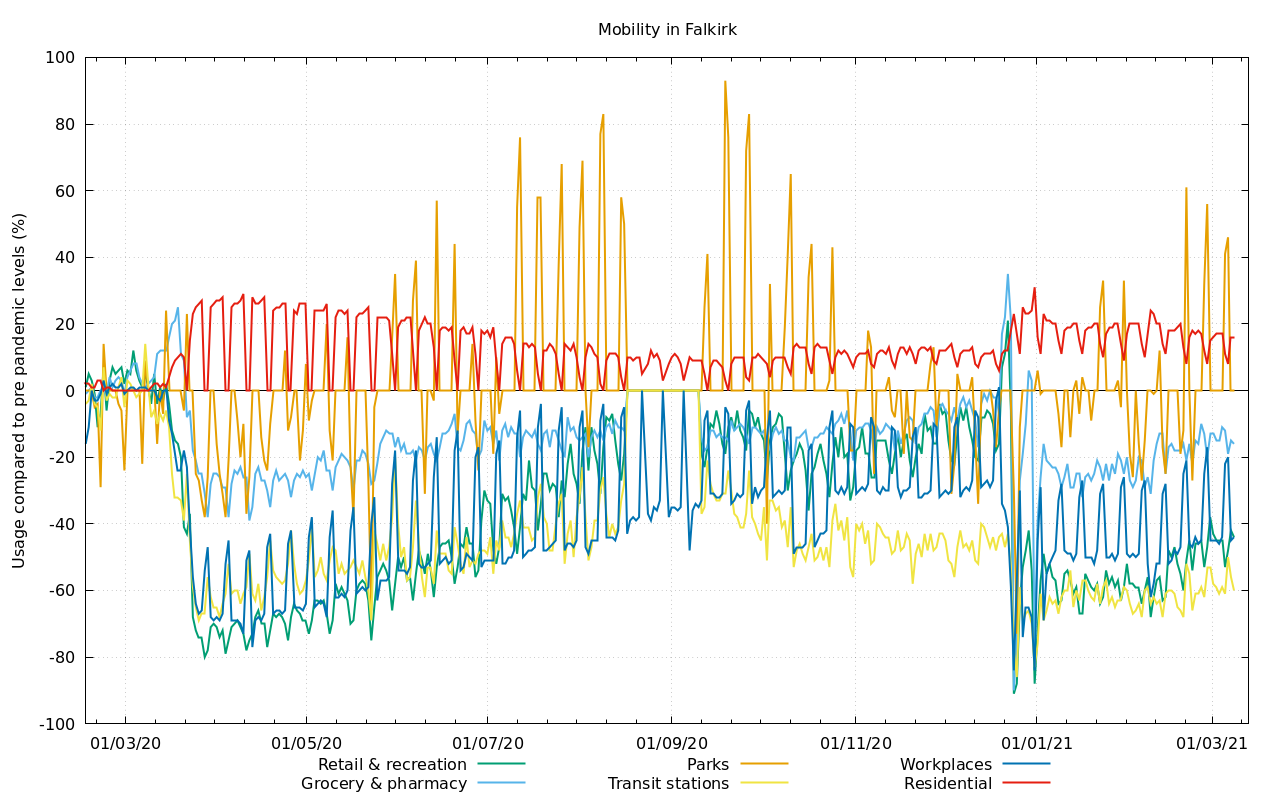 Mobility in Falkirk
Usage compared to pre pandemic levels (%)
100
80
60
40
20
0
-20
-40
-60
-80
-100
01/03/20 01/05/20 01/07/20 01/09/20 01/11/20 01/01/21 01/03/21
Retail & recreation Parks Workplaces
Grocery & pharmacy Transit stations Residential